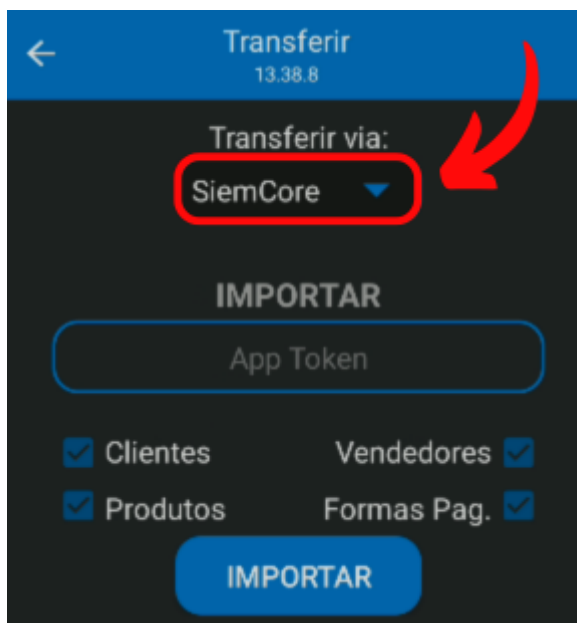 Transferir
13.38.8
Transferir via:
SiemCore
IMPORTAR
App Token
Clientes Vendedores
Produtos Formas Pag.
IMPORTAR